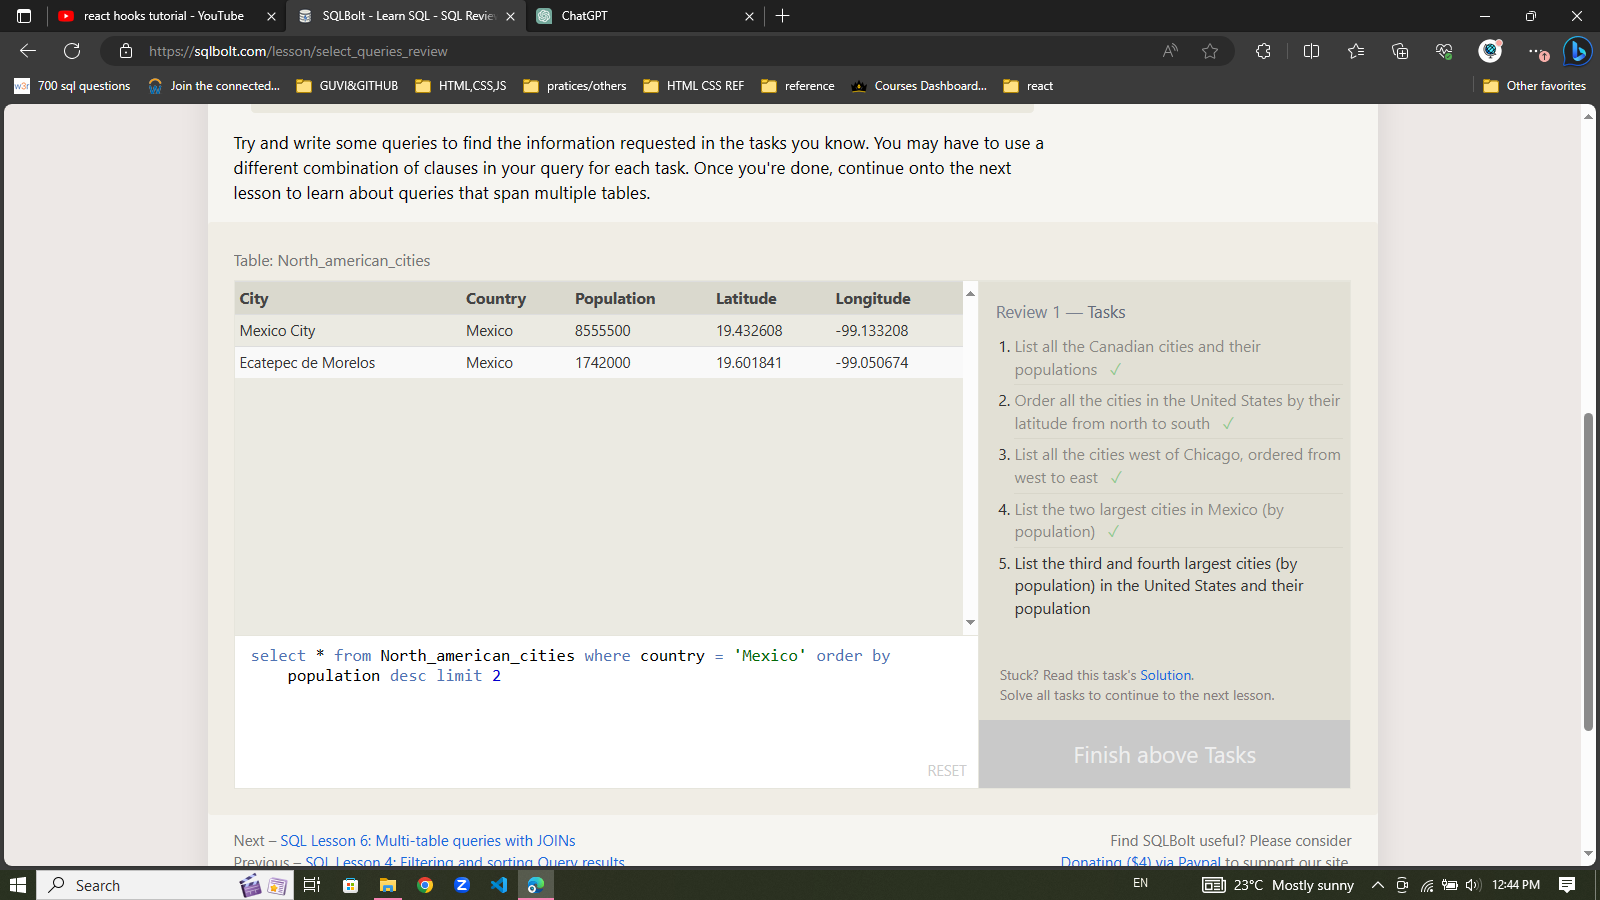 react hooks tutorial - YouTube
SQLBolt - Learn SQL - SQL Review
ChatGPT
https://sqlbolt.com/lesson/select_queries_review
700 sql questions
Join the connected...
GUVI&GITHUB
HTML,CSS,JS
pratices/others
HTML CSS REF
reference
Courses Dashboard...
react
Other favorites
Try and write some queries to find the information requested in the tasks you know. You may have to use a
different combination of clauses in your query for each task. Once you're done, continue onto the next
lesson to learn about queries that span multiple tables.
Table: North_american_cities
City Country Population Latitude Longitude
Mexico City Mexico 8555500 19.432608 -99.133208
Ecatepec de Morelos Mexico 1742000 19.601841 -99.050674
select * from North_american_cities where country = 'Mexico' order by
population desc limit 2
RESET
Review 1 — Tasks
1. List all the Canadian cities and their
populations ✓
2. Order all the cities in the United States by their
latitude from north to south ✓
3. List all the cities west of Chicago, ordered from
west to east ✓
4. List the two largest cities in Mexico (by
population) ✓
5. List the third and fourth largest cities (by
population) in the United States and their
population
Stuck? Read this task's Solution.
Solve all tasks to continue to the next lesson.
Finish above Tasks
Next – SQL Lesson 6: Multi-table queries with JOINs
Previous – SQL Lesson 4: Filtering and sorting Query results
Find SQLBolt useful? Please consider
Donating ($4) via Paypal to support our site.
Search
EN
23°C Mostly sunny
12:44 PM